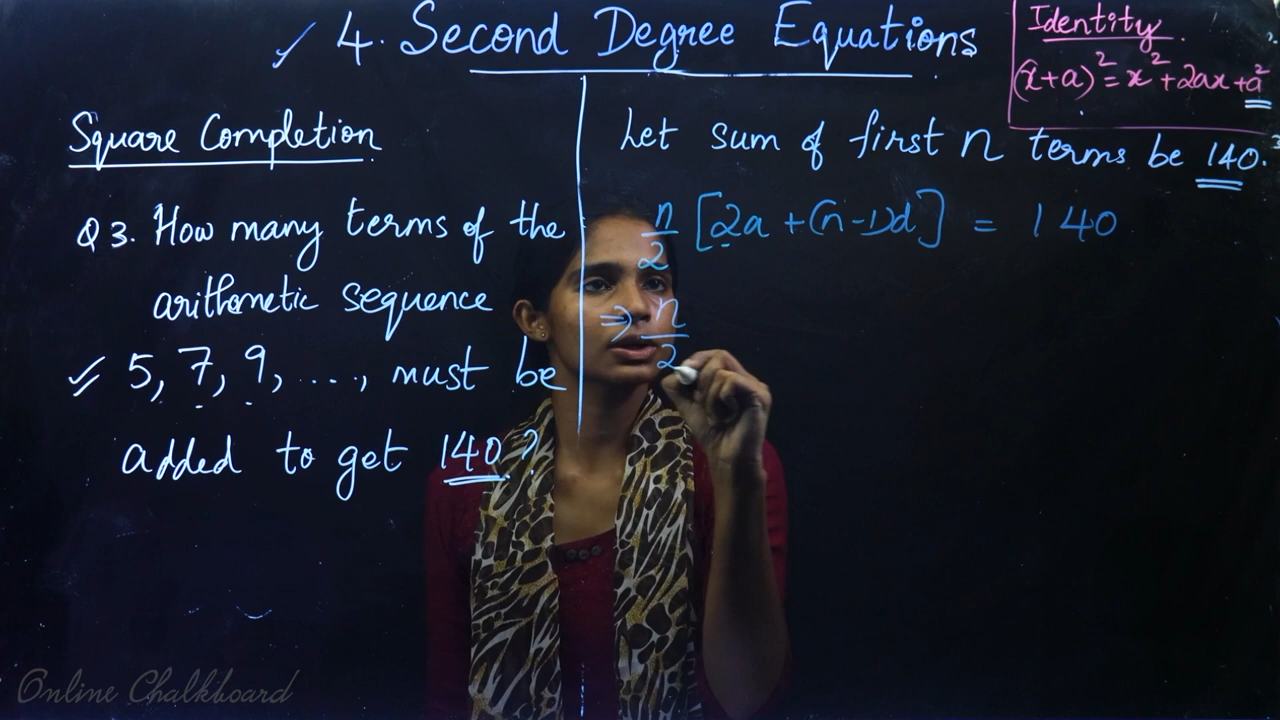 ✓ 4. Second Degree Equations
Identity
(x+a)² = x² + 2ax + a²
Square Completion
Q3. How many terms of the
arithmetic sequence
✓ 5, 7, 9, ..., must be
added to get 140?
Let sum of first n terms be 140.
n/2 [2a + (n-1)d] = 140
⇒ n/2
Online Chalkboard